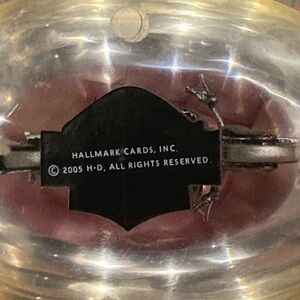 HALLMARK CARDS, INC.
© 2005 H-D, ALL RIGHTS RESERVED.